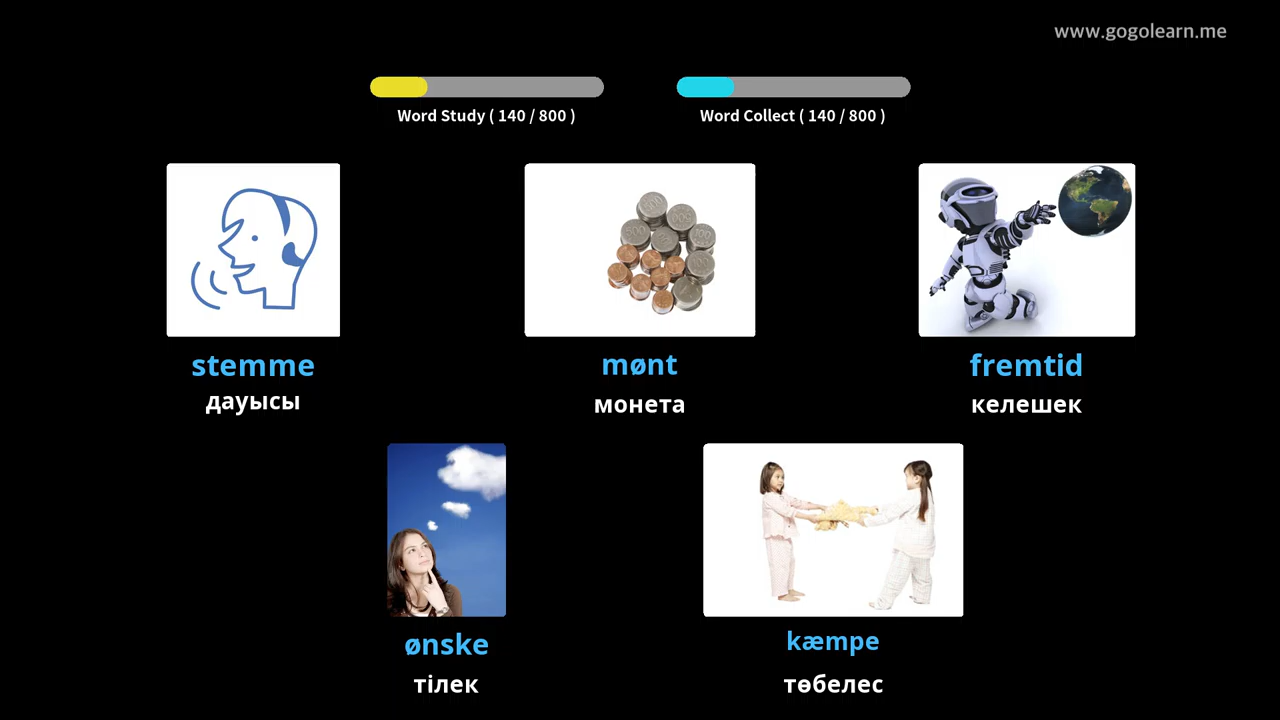 www.gogolearn.me
Word Study ( 140 / 800 )
Word Collect ( 140 / 800 )
stemme
дауысы
mønt
монета
fremtid
келешек
ønske
тілек
kæmpe
төбелес